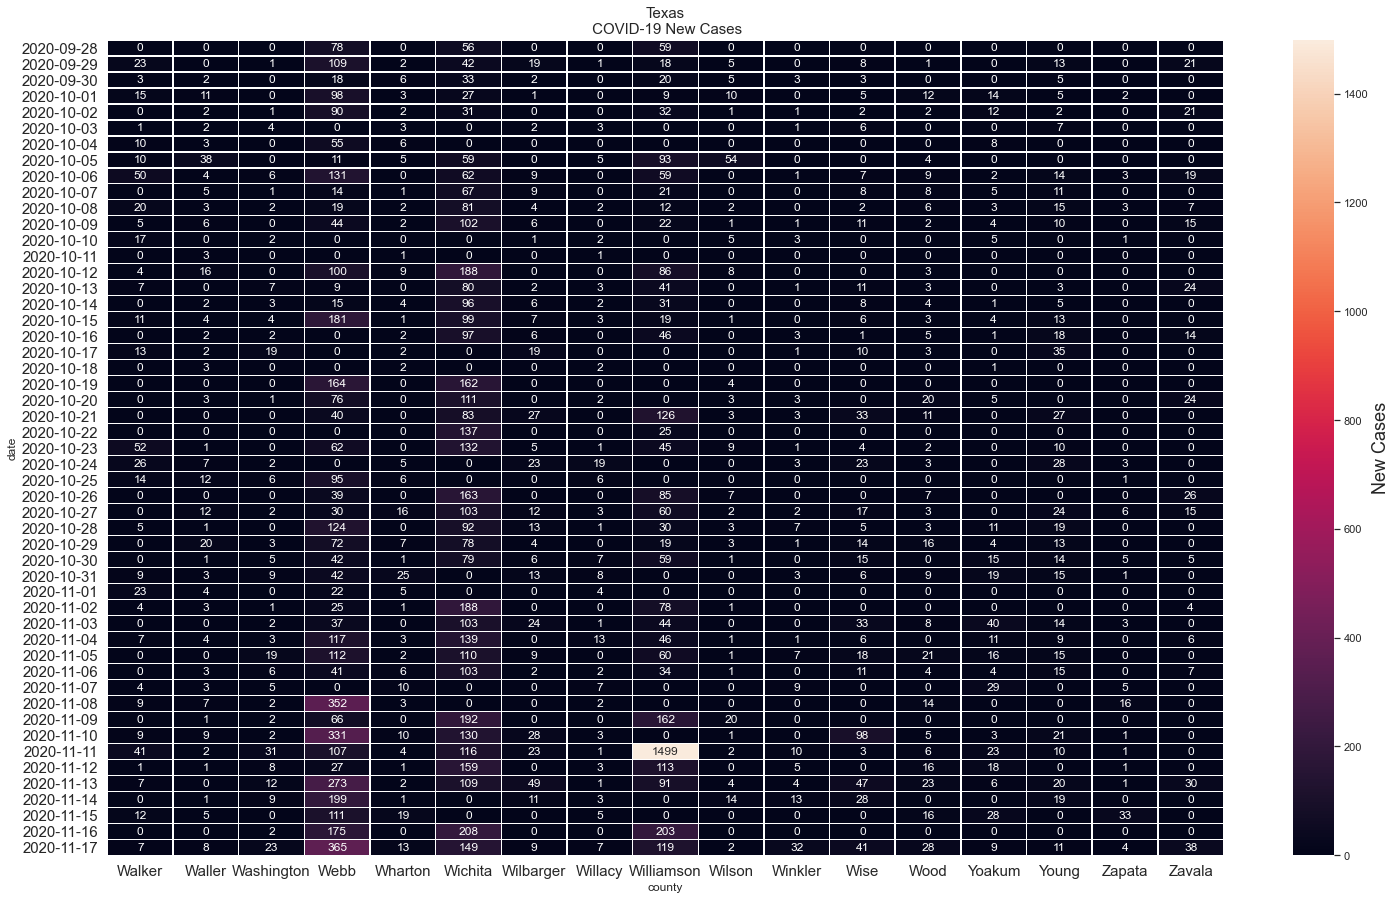 Texas
COVID-19 New Cases
2020-09-28 0 0 0 78 0 56 0 0 59 0 0 0 0 0 0 0 0
2020-09-29 23 0 1 109 2 42 19 1 18 5 0 8 1 0 13 0 21
2020-09-30 3 2 0 18 6 33 2 0 20 5 3 3 0 0 5 0 0
2020-10-01 15 11 0 98 3 27 1 0 9 10 0 5 12 14 5 2 0
2020-10-02 0 2 1 90 2 31 0 0 32 1 1 2 2 12 2 0 21
2020-10-03 1 2 4 0 3 0 2 3 0 0 1 6 0 0 7 0 0
2020-10-04 10 3 0 55 6 0 0 0 0 0 0 0 0 8 0 0 0
2020-10-05 10 38 0 11 5 59 0 5 93 54 0 0 4 0 0 0 0
2020-10-06 50 4 6 131 0 62 9 0 59 0 1 7 9 2 14 3 19
2020-10-07 0 5 1 14 1 67 9 0 21 0 0 8 8 5 11 0 0
2020-10-08 20 3 2 19 2 81 4 2 12 2 0 2 6 3 15 3 7
2020-10-09 5 6 0 44 2 102 6 0 22 1 1 11 2 4 10 0 15
2020-10-10 17 0 2 0 0 0 1 2 0 5 3 0 0 5 0 1 0
2020-10-11 0 3 0 0 1 0 0 1 0 0 0 0 0 0 0 0 0
2020-10-12 4 16 0 100 9 188 0 0 86 8 0 0 3 0 0 0 0
2020-10-13 7 0 7 9 0 80 2 3 41 0 1 11 3 0 3 0 24
2020-10-14 0 2 3 15 4 96 6 2 31 0 0 8 4 1 5 0 0
2020-10-15 11 4 4 181 1 99 7 3 19 1 0 6 3 4 13 0 0
2020-10-16 0 2 2 0 2 97 6 0 46 0 3 1 5 1 18 0 14
2020-10-17 13 2 19 0 2 0 19 0 0 0 1 10 3 0 35 0 0
2020-10-18 0 3 0 0 2 0 0 2 0 0 0 0 0 1 0 0 0
2020-10-19 0 0 0 164 0 162 0 0 0 4 0 0 0 0 0 0 0
2020-10-20 0 3 1 76 0 111 0 2 0 3 3 0 20 5 0 0 24
2020-10-21 0 0 0 40 0 83 27 0 126 3 3 33 11 0 27 0 0
2020-10-22 0 0 0 0 0 137 0 0 25 0 0 0 0 0 0 0 0
2020-10-23 52 1 0 62 0 132 5 1 45 9 1 4 2 0 10 0 0
2020-10-24 26 7 2 0 5 0 23 19 0 0 3 23 3 0 28 3 0
2020-10-25 14 12 6 95 6 0 0 6 0 0 0 0 0 0 0 1 0
2020-10-26 0 0 0 39 0 163 0 0 85 7 0 0 7 0 0 0 26
2020-10-27 0 12 2 30 16 103 12 3 60 2 2 17 3 0 24 6 15
2020-10-28 5 1 0 124 0 92 13 1 30 3 7 5 3 11 19 0 0
2020-10-29 0 20 3 72 7 78 4 0 19 3 1 14 16 4 13 0 0
2020-10-30 0 1 5 42 1 79 6 7 59 1 0 15 0 15 14 5 5
2020-10-31 9 3 9 42 25 0 13 8 0 0 3 6 9 19 15 1 0
2020-11-01 23 4 0 22 5 0 0 4 0 0 0 0 0 0 0 0 0
2020-11-02 4 3 1 25 1 188 0 0 78 1 0 0 0 0 0 0 4
2020-11-03 0 0 2 37 0 103 24 1 44 0 0 33 8 40 14 3 0
2020-11-04 7 4 3 117 3 139 0 13 46 1 1 6 0 11 9 0 6
2020-11-05 0 0 19 112 2 110 9 0 60 1 7 18 21 16 15 0 0
2020-11-06 0 3 6 41 6 103 2 2 34 1 0 11 4 4 15 0 7
2020-11-07 4 3 5 0 10 0 0 7 0 0 9 0 0 29 0 5 0
2020-11-08 9 7 2 352 3 0 0 2 0 0 0 0 14 0 0 16 0
2020-11-09 0 1 2 66 0 192 0 0 162 20 0 0 0 0 0 0 0
2020-11-10 9 9 2 331 10 130 28 3 0 1 0 98 5 3 21 1 0
2020-11-11 41 2 31 107 4 116 23 1 1499 2 10 3 6 23 10 1 0
2020-11-12 1 1 8 27 1 159 0 3 113 0 5 0 16 18 0 1 0
2020-11-13 7 0 12 273 2 109 49 1 91 4 4 47 23 6 20 1 30
2020-11-14 0 1 9 199 1 0 11 3 0 14 13 28 0 0 19 0 0
2020-11-15 12 5 0 111 19 0 0 5 0 0 0 0 16 28 0 33 0
2020-11-16 0 0 2 175 0 208 0 0 203 0 0 0 0 0 0 0 0
2020-11-17 7 8 23 365 13 149 9 7 119 2 32 41 28 9 11 4 38
Walker Waller Washington Webb Wharton Wichita Wilbarger Willacy Williamson Wilson Winkler Wise Wood Yoakum Young Zapata Zavala
county
date
1400
1200
1000
800
600
400
200
0
New Cases